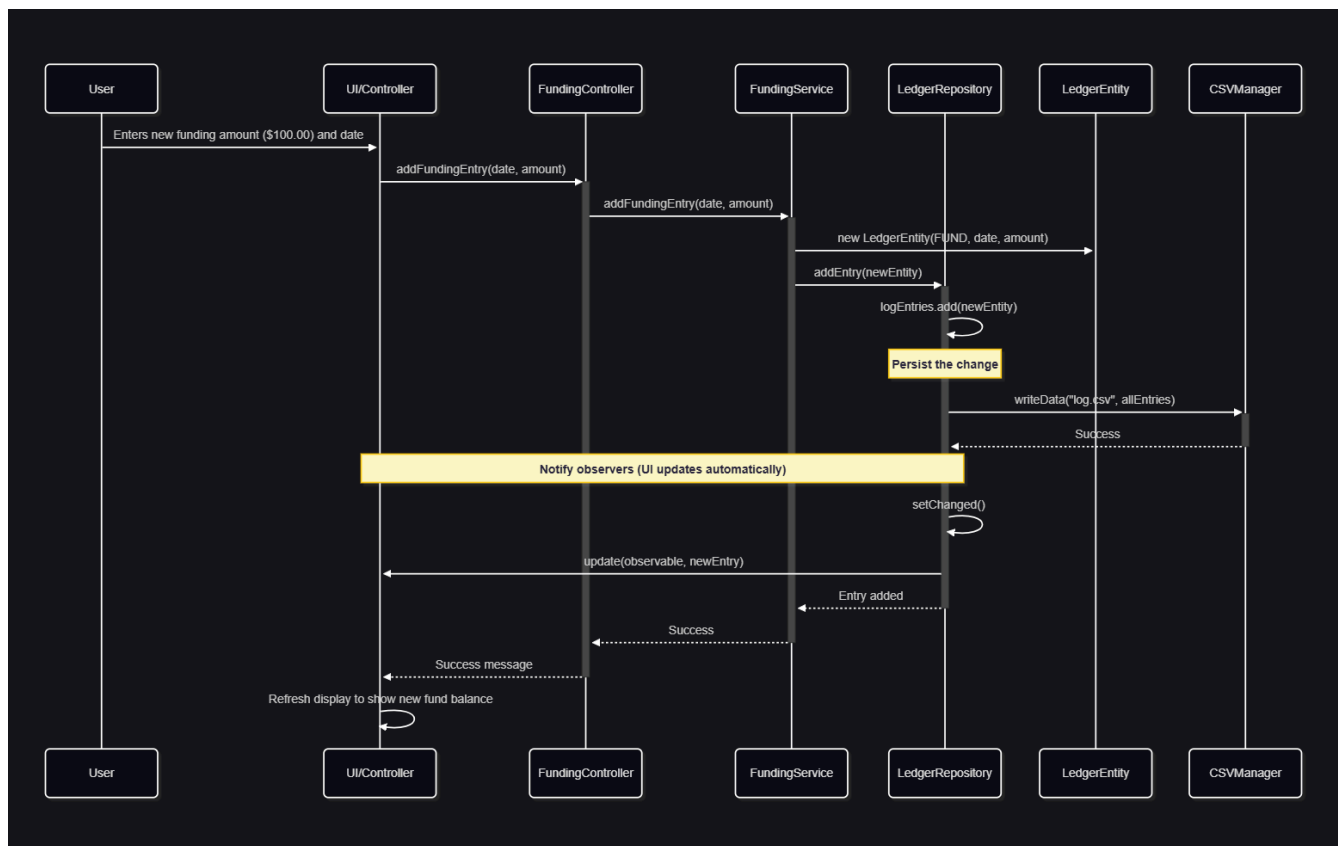 User
UI/Controller
FundingController
FundingService
LedgerRepository
LedgerEntity
CSVManager
Enters new funding amount ($100.00) and date
addFundingEntry(date, amount)
addFundingEntry(date, amount)
new LedgerEntity(FUND, date, amount)
addEntry(newEntity)
logEntries.add(newEntity)
Persist the change
writeData("log.csv", allEntries)
Success
Notify observers (UI updates automatically)
setChanged()
update(observable, newEntry)
Entry added
Success
Success message
Refresh display to show new fund balance
User
UI/Controller
FundingController
FundingService
LedgerRepository
LedgerEntity
CSVManager